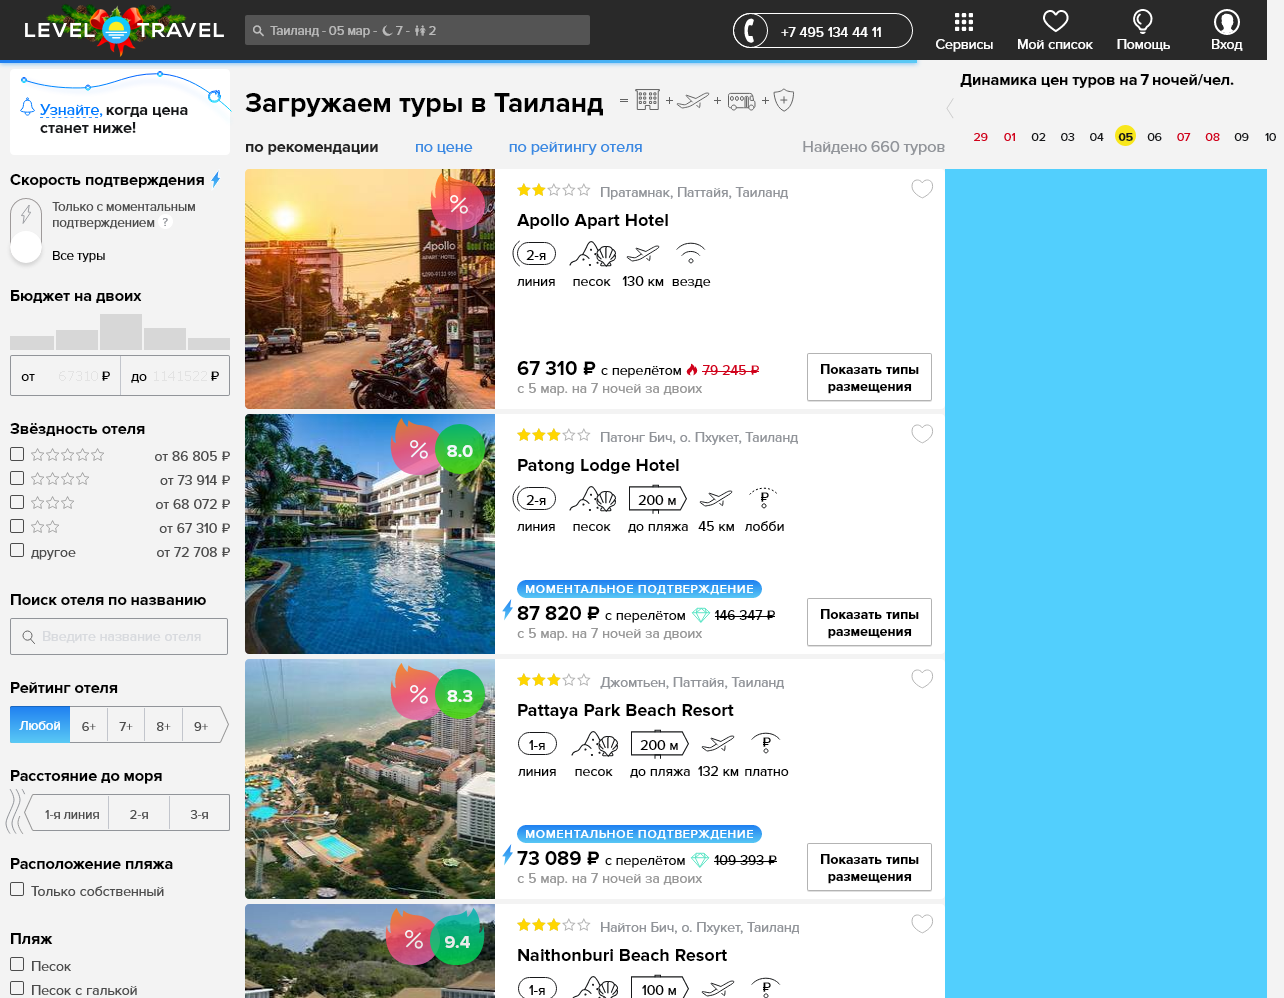 LEVEL TRAVEL
Таиланд - 05 мар - 7 - 2
+7 495 134 44 11
Сервисы
Мой список
Помощь
Вход
Узнайте, когда цена
станет ниже!
Загружаем туры в Таиланд
= + + +
Динамика цен туров на 7 ночей/чел.
29 01 02 03 04 05 06 07 08 09 10
по рекомендации
по цене
по рейтингу отеля
Найдено 660 туров
Скорость подтверждения
Только с моментальным
подтверждением ?
Все туры
Бюджет на двоих
от 67310 ₽
до 1141522 ₽
Звёздность отеля
от 86 805 ₽
от 73 914 ₽
от 68 072 ₽
от 67 310 ₽
другое от 72 708 ₽
Поиск отеля по названию
Введите название отеля
Рейтинг отеля
Любой 6+ 7+ 8+ 9+
Расстояние до моря
1-я линия 2-я 3-я
Расположение пляжа
Только собственный
Пляж
Песок
Песок с галькой
%
Apollo
APART HOTEL
Пратамнак, Паттайя, Таиланд
Apollo Apart Hotel
2-я
линия песок 130 км везде
67 310 ₽ с перелётом 79 245 ₽
с 5 мар. на 7 ночей за двоих
Показать типы
размещения
% 8.0
Патонг Бич, о. Пхукет, Таиланд
Patong Lodge Hotel
2-я 200 м ₽
линия песок до пляжа 45 км лобби
МОМЕНТАЛЬНОЕ ПОДТВЕРЖДЕНИЕ
87 820 ₽ с перелётом 146 347 ₽
с 5 мар. на 7 ночей за двоих
Показать типы
размещения
% 8.3
Джомтьен, Паттайя, Таиланд
Pattaya Park Beach Resort
1-я 200 м ₽
линия песок до пляжа 132 км платно
МОМЕНТАЛЬНОЕ ПОДТВЕРЖДЕНИЕ
73 089 ₽ с перелётом 109 393 ₽
с 5 мар. на 7 ночей за двоих
Показать типы
размещения
% 9.4
Найтон Бич, о. Пхукет, Таиланд
Naithonburi Beach Resort
1-я 100 м ₽